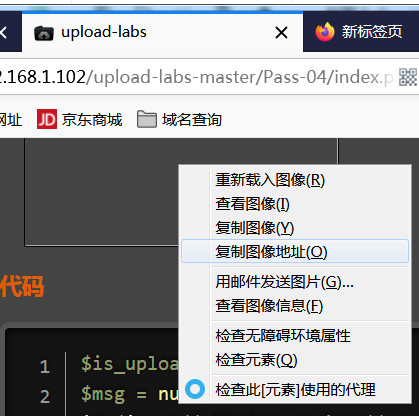 upload-labs
新标签页
2.168.1.102/upload-labs-master/Pass-04/index.p
网址
JD
京东商城
域名查询
重新载入图像(R)
查看图像(I)
复制图像(Y)
复制图像地址(O)
用邮件发送图片(G)...
代码
查看图像信息(F)
检查无障碍环境属性
1 $is_uploa
检查元素(Q)
2 $msg = nu
检查此[元素]使用的代理